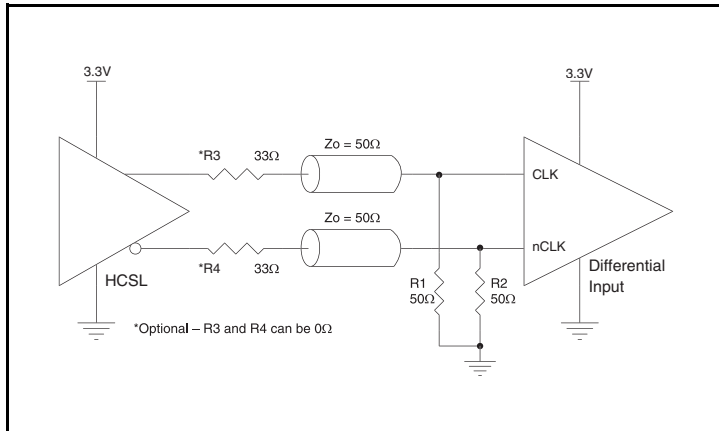 3.3V
3.3V
*R3 33Ω
Zo = 50Ω
CLK
Zo = 50Ω
nCLK
HCSL
*R4 33Ω
R1
50Ω
R2
50Ω
Differential
Input
*Optional – R3 and R4 can be 0Ω